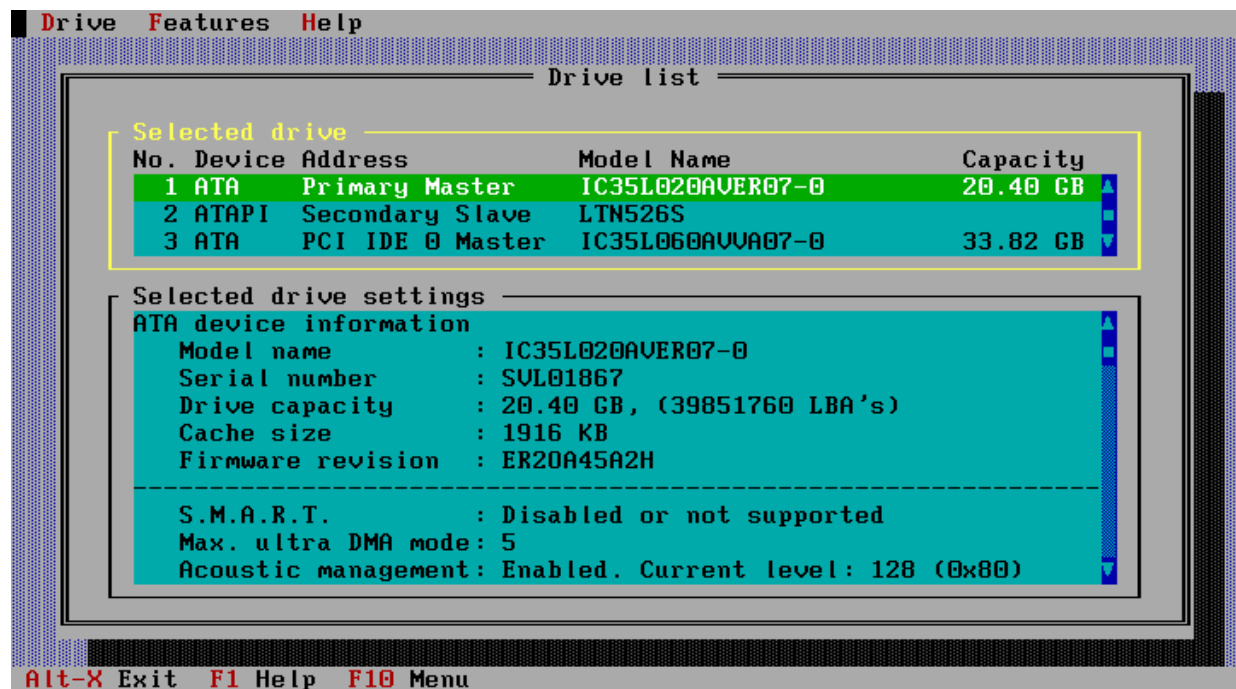 Drive Features Help
Drive list
Selected drive
No. Device Address Model Name Capacity
1 ATA Primary Master IC35L020AVER07-0 20.40 GB
2 ATAPI Secondary Slave LTN526S
3 ATA PCI IDE 0 Master IC35L060AVVA07-0 33.82 GB
Selected drive settings
ATA device information
Model name : IC35L020AVER07-0
Serial number : SVL01867
Drive capacity : 20.40 GB, (39851760 LBA's)
Cache size : 1916 KB
Firmware revision : ER20A45A2H
S.M.A.R.T. : Disabled or not supported
Max. ultra DMA mode: 5
Acoustic management: Enabled. Current level: 128 (0x80)
Alt-X Exit F1 Help F10 Menu